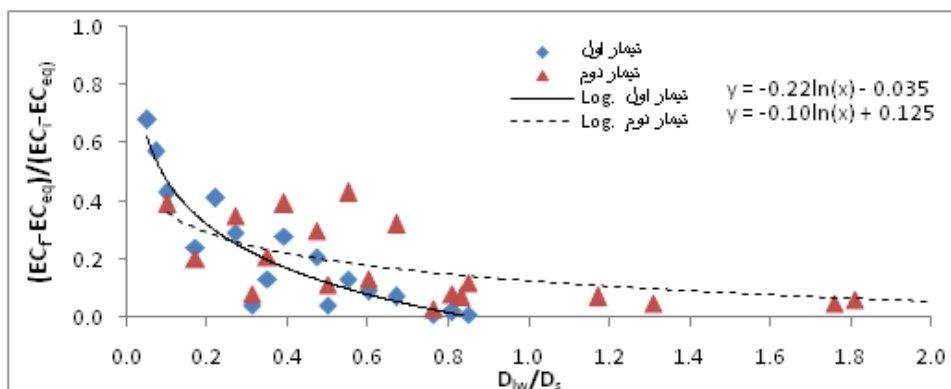 1.0
0.8
0.6
0.4
0.2
0.0
(EC_f-EC_eq)/(EC_i-EC_eq)
تیمار اول
تیمار دوم
Log. تیمار اول y = -0.22ln(x) - 0.035
Log. تیمار دوم y = -0.10ln(x) + 0.125
0.0 0.2 0.4 0.6 0.8 1.0 1.2 1.4 1.6 1.8 2.0
D_lw/D_s